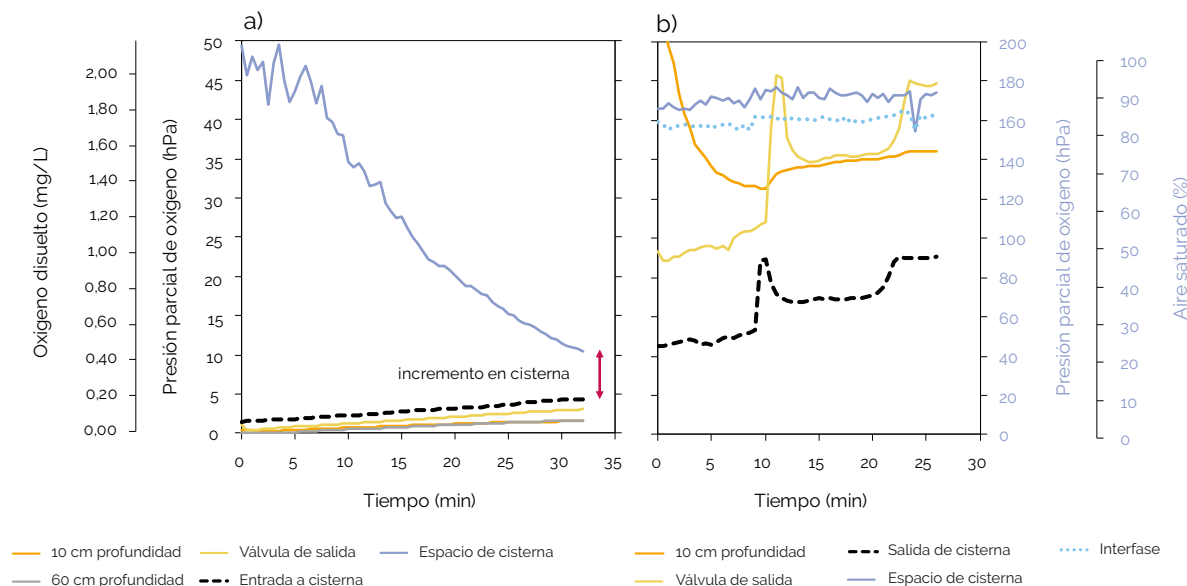 a)
Oxígeno disuelto (mg/L)
2,00
1,80
1,60
1,40
1,20
1,00
0,80
0,60
0,40
0,20
0,00
Presión parcial de oxígeno (hPa)
50
45
40
35
30
25
20
15
10
5
0
incremento en cisterna
0 5 10 15 20 25 30 35
Tiempo (min)
10 cm profundidad
Válvula de salida
Espacio de cisterna
60 cm profundidad
Entrada a cisterna
b)
0 5 10 15 20 25 30
Tiempo (min)
200
180
160
140
120
100
80
60
40
20
0
Presión parcial de oxígeno (hPa)
100
90
80
70
60
50
40
30
20
10
0
Aire saturado (%)
10 cm profundidad
Salida de cisterna
Interfase
Válvula de salida
Espacio de cisterna